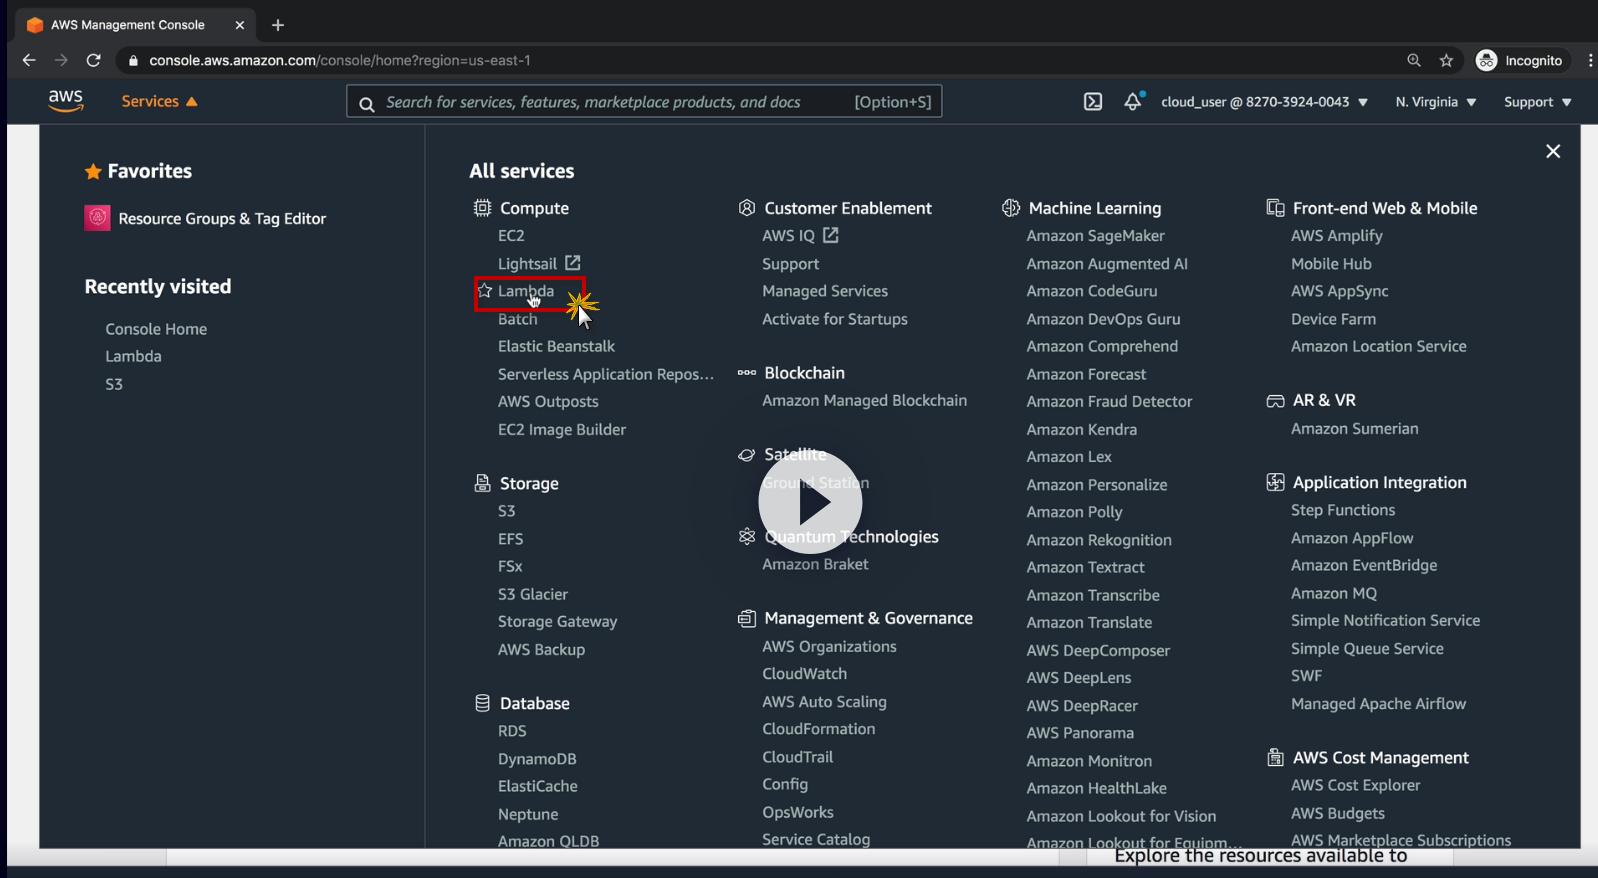 AWS Management Console
console.aws.amazon.com/console/home?region=us-east-1
Incognito
aws
Services
Search for services, features, marketplace products, and docs
[Option+S]
cloud_user @ 8270-3924-0043
N. Virginia
Support
Favorites
Resource Groups & Tag Editor
Recently visited
Console Home
Lambda
S3
All services
Compute
EC2
Lightsail
Lambda
Batch
Elastic Beanstalk
Serverless Application Repos...
AWS Outposts
EC2 Image Builder
Storage
S3
EFS
FSx
S3 Glacier
Storage Gateway
AWS Backup
Database
RDS
DynamoDB
ElastiCache
Neptune
Amazon QLDB
Customer Enablement
AWS IQ
Support
Managed Services
Activate for Startups
Blockchain
Amazon Managed Blockchain
Satellite
Ground Station
Quantum Technologies
Amazon Braket
Management & Governance
AWS Organizations
CloudWatch
AWS Auto Scaling
CloudFormation
CloudTrail
Config
OpsWorks
Service Catalog
Machine Learning
Amazon SageMaker
Amazon Augmented AI
Amazon CodeGuru
Amazon DevOps Guru
Amazon Comprehend
Amazon Forecast
Amazon Fraud Detector
Amazon Kendra
Amazon Lex
Amazon Personalize
Amazon Polly
Amazon Rekognition
Amazon Textract
Amazon Transcribe
Amazon Translate
AWS DeepComposer
AWS DeepLens
AWS DeepRacer
AWS Panorama
Amazon Monitron
Amazon HealthLake
Amazon Lookout for Vision
Amazon Lookout for Equipm...
Front-end Web & Mobile
AWS Amplify
Mobile Hub
AWS AppSync
Device Farm
Amazon Location Service
AR & VR
Amazon Sumerian
Application Integration
Step Functions
Amazon AppFlow
Amazon EventBridge
Amazon MQ
Simple Notification Service
Simple Queue Service
SWF
Managed Apache Airflow
AWS Cost Management
AWS Cost Explorer
AWS Budgets
AWS Marketplace Subscriptions
Explore the resources available to